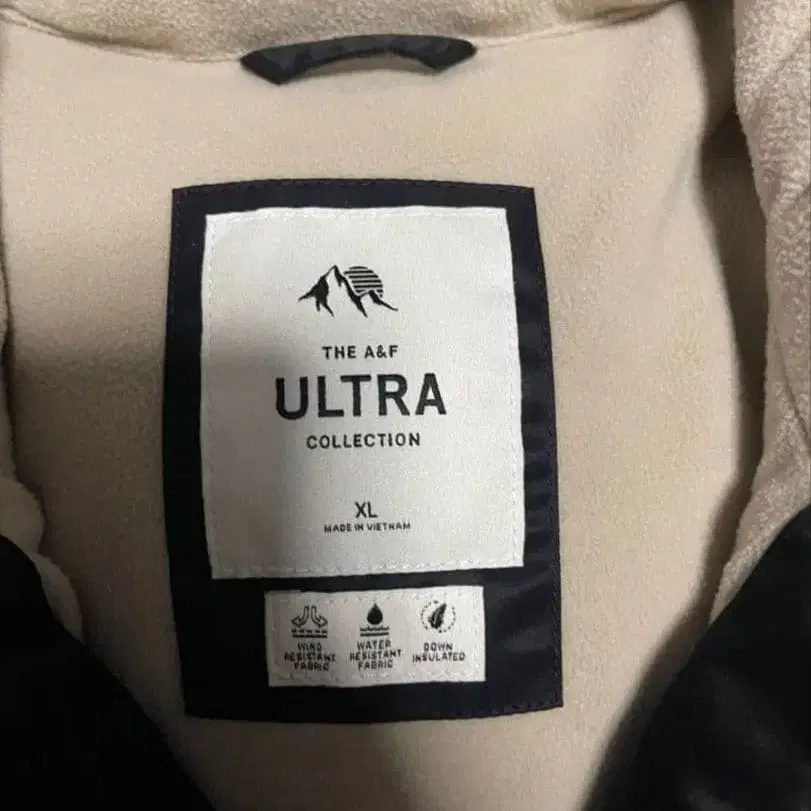 THE A&F
ULTRA
COLLECTION
XL
MADE IN VIETNAM
WIND
RESISTANT
FABRIC
WATER
RESISTANT
FABRIC
DOWN
INSULATED